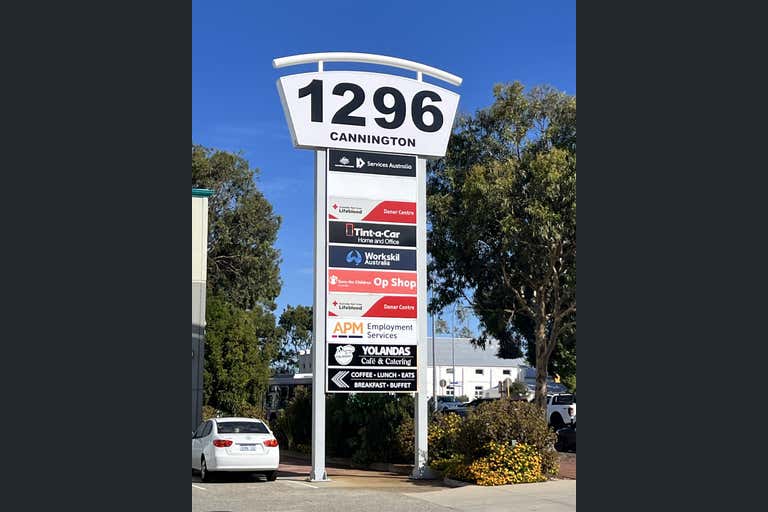 1296
CANNINGTON
Services Australia
Lifeblood
Donor Centre
Tint-a-Car
Home and Office
Workskil
Australia
Save the Children
Op Shop
Lifeblood
Donor Centre
APM Employment
Services
YOLANDAS
Café & Catering
COFFEE · LUNCH · EATS
BREAKFAST · BUFFET